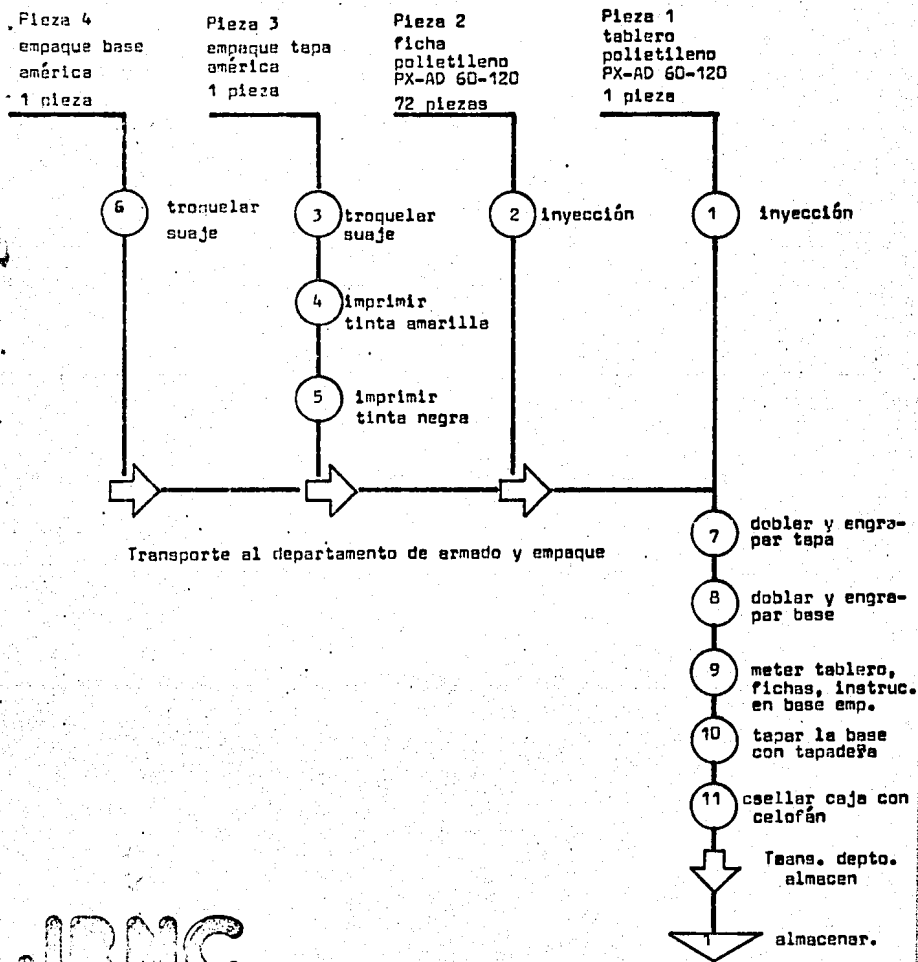 Pieza 4
empaque base
américa
1 pieza
Pieza 3
empaque tapa
américa
1 pieza
Pieza 2
ficha
polietileno
PX-AD 60-120
72 piezas
Pieza 1
tablero
polietileno
PX-AD 60-120
1 pieza
6
troquelar
suaje
3
troquelar
suaje
2
inyección
1
inyección
4
imprimir
tinta amarilla
5
imprimir
tinta negra
Transporte al departamento de armado y empaque
7
doblar y engra-
par tapa
8
doblar y engra-
par base
9
meter tablero,
fichas, instruc.
en base emp.
10
tapar la base
con tapadera
11
csellar caja con
celofán
Taans. depto.
almacen
1
almacenar.